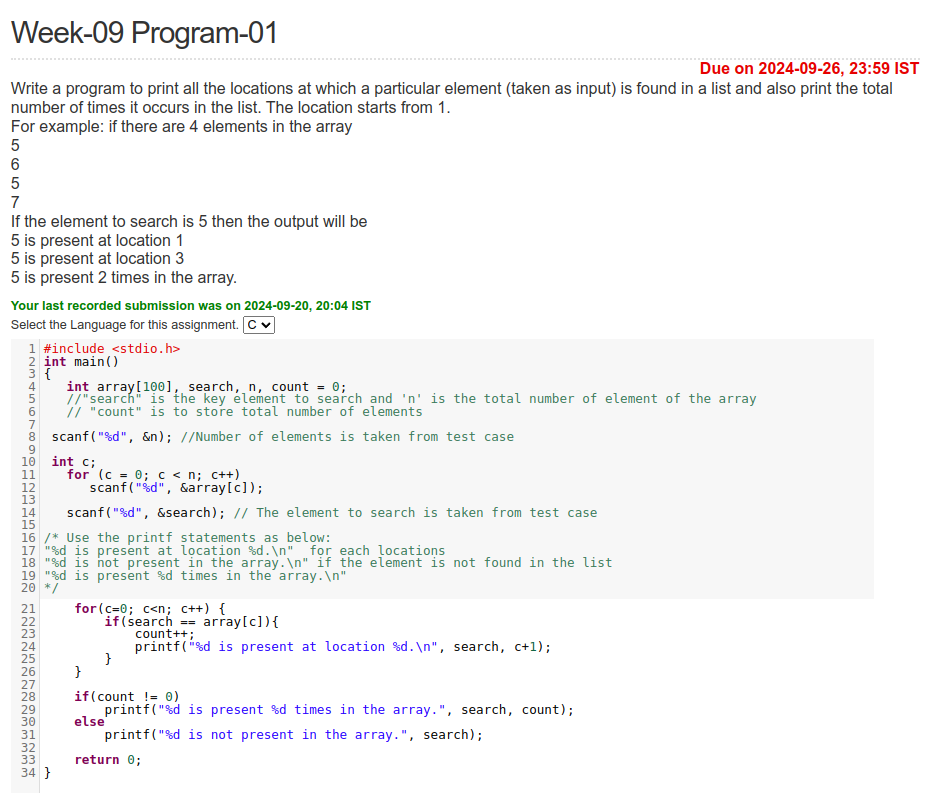 Week-09 Program-01
Due on 2024-09-26, 23:59 IST
Write a program to print all the locations at which a particular element (taken as input) is found in a list and also print the total
number of times it occurs in the list. The location starts from 1.
For example: if there are 4 elements in the array
5
6
5
7
If the element to search is 5 then the output will be
5 is present at location 1
5 is present at location 3
5 is present 2 times in the array.
Your last recorded submission was on 2024-09-20, 20:04 IST
Select the Language for this assignment. C
1 #include <stdio.h>
2 int main()
3 {
4    int array[100], search, n, count = 0;
5    //"search" is the key element to search and 'n' is the total number of element of the array
6    // "count" is to store total number of elements
7
8  scanf("%d", &n); //Number of elements is taken from test case
9
10  int c;
11    for (c = 0; c < n; c++)
12       scanf("%d", &array[c]);
13
14    scanf("%d", &search); // The element to search is taken from test case
15
16 /* Use the printf statements as below:
17 "%d is present at location %d.\n"  for each locations
18 "%d is not present in the array.\n" if the element is not found in the list
19 "%d is present %d times in the array.\n"
20 */
21     for(c=0; c<n; c++) {
22         if(search == array[c]){
23             count++;
24             printf("%d is present at location %d.\n", search, c+1);
25         }
26     }
27
28     if(count != 0)
29         printf("%d is present %d times in the array.", search, count);
30     else
31         printf("%d is not present in the array.", search);
32
33     return 0;
34 }